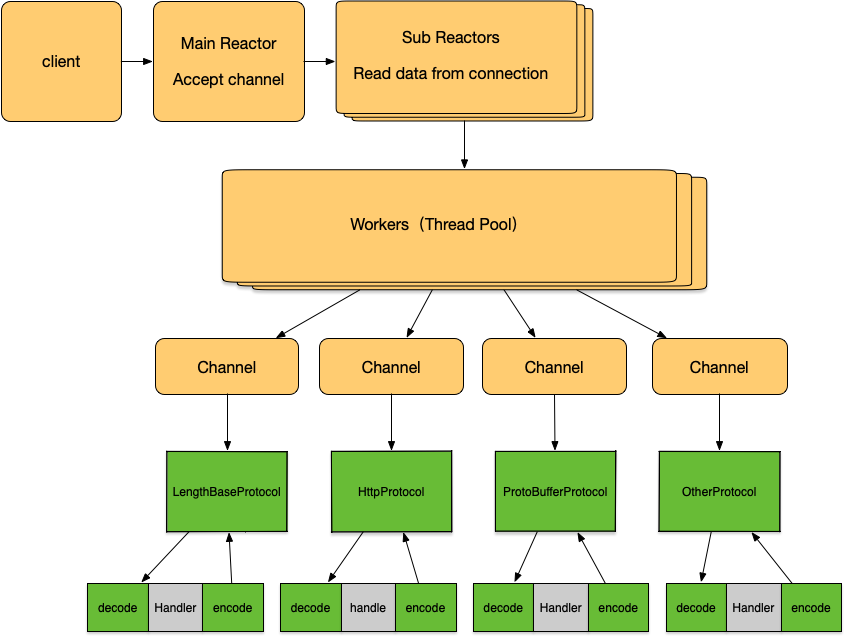 client
Main Reactor
Accept channel
Sub Reactors
Read data from connection
Workers（Thread Pool）
Channel
Channel
Channel
Channel
LengthBaseProtocol
HttpProtocol
ProtoBufferProtocol
OtherProtocol
decode
Handler
encode
decode
handle
encode
decode
Handler
encode
decode
Handler
encode